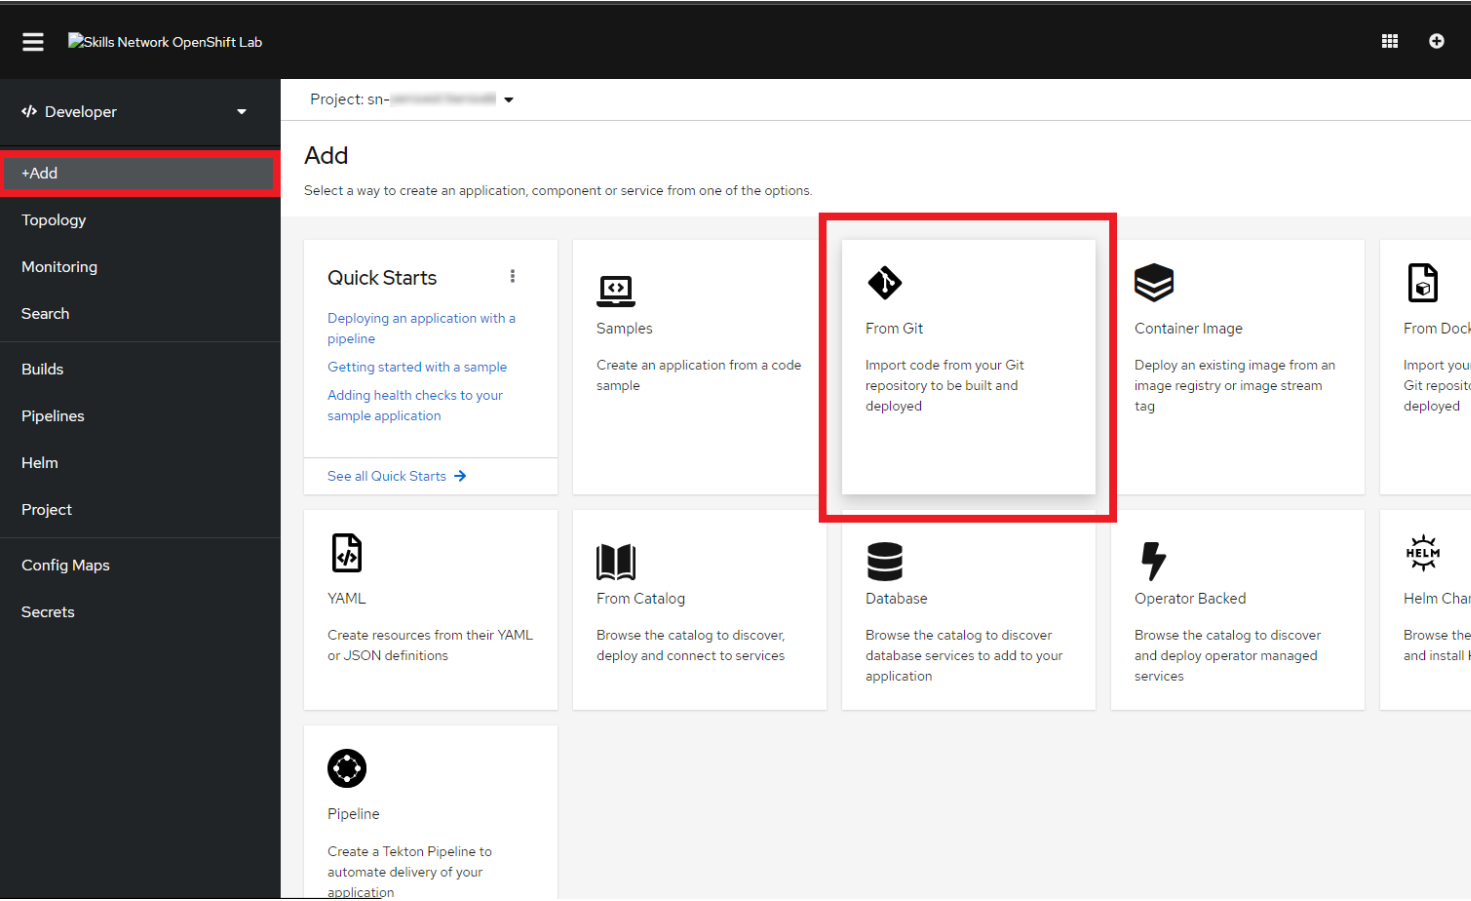 Skills Network OpenShift Lab
Developer
+Add
Topology
Monitoring
Search
Builds
Pipelines
Helm
Project
Config Maps
Secrets
Project: sn-
Add
Select a way to create an application, component or service from one of the options.
Quick Starts
Deploying an application with a
pipeline
Getting started with a sample
Adding health checks to your
sample application
See all Quick Starts
Samples
Create an application from a code
sample
From Git
Import code from your Git
repository to be built and
deployed
Container Image
Deploy an existing image from an
image registry or image stream
tag
From Dock
Import you
Git reposito
deployed
YAML
Create resources from their YAML
or JSON definitions
From Catalog
Browse the catalog to discover,
deploy and connect to services
Database
Browse the catalog to discover
database services to add to your
application
Operator Backed
Browse the catalog to discover
and deploy operator managed
services
HELM
Helm Char
Browse the
and install
Pipeline
Create a Tekton Pipeline to
automate delivery of your
application